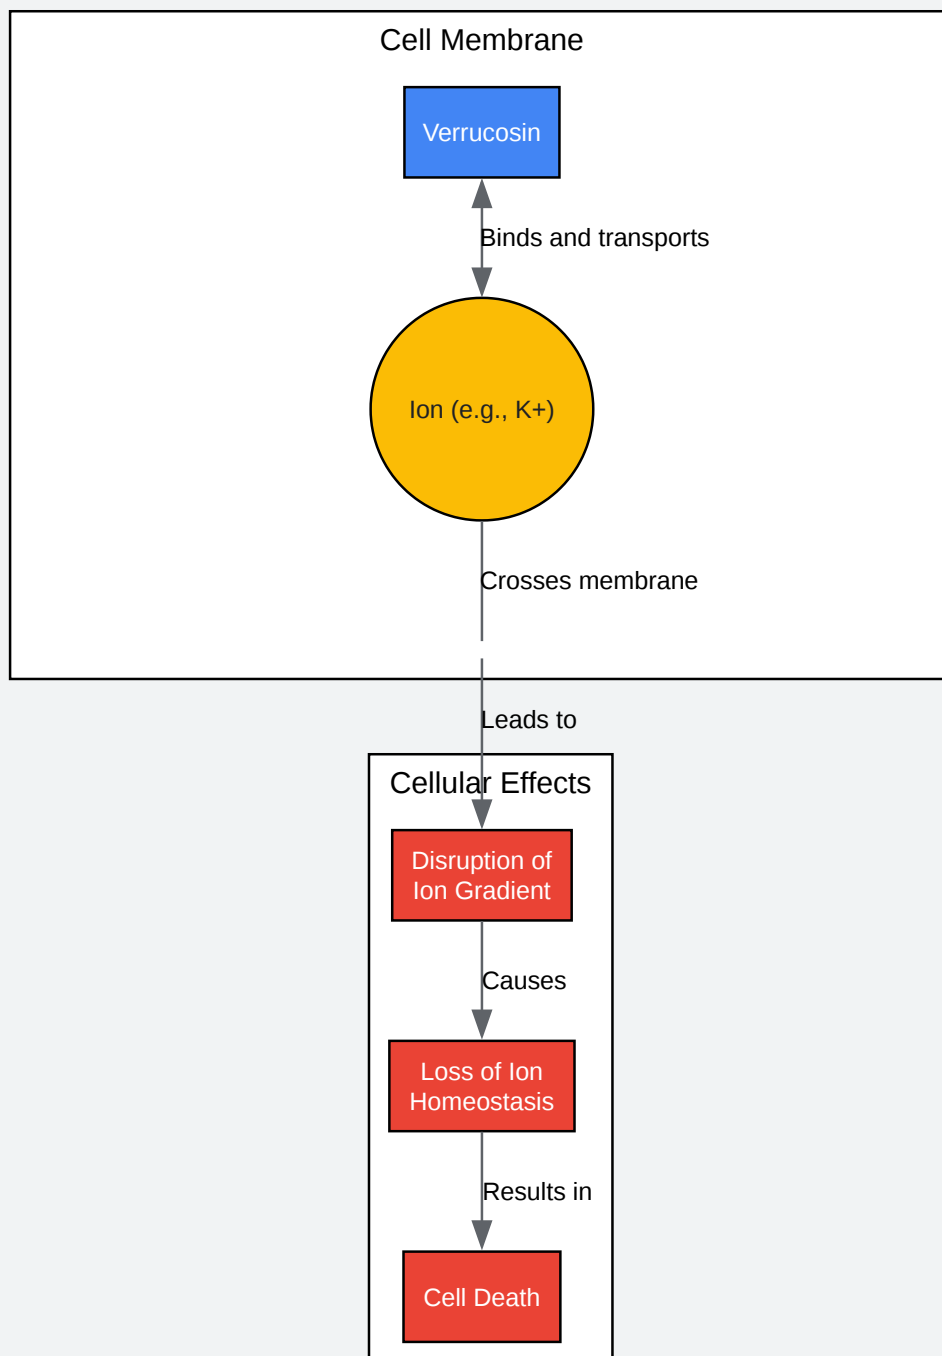 Cell Membrane
Verrucosin
Binds and transports
Ion (e.g., K+)
Crosses membrane
Leads to
Cellular Effects
Disruption of
Ion Gradient
Causes
Loss of Ion
Homeostasis
Results in
Cell Death